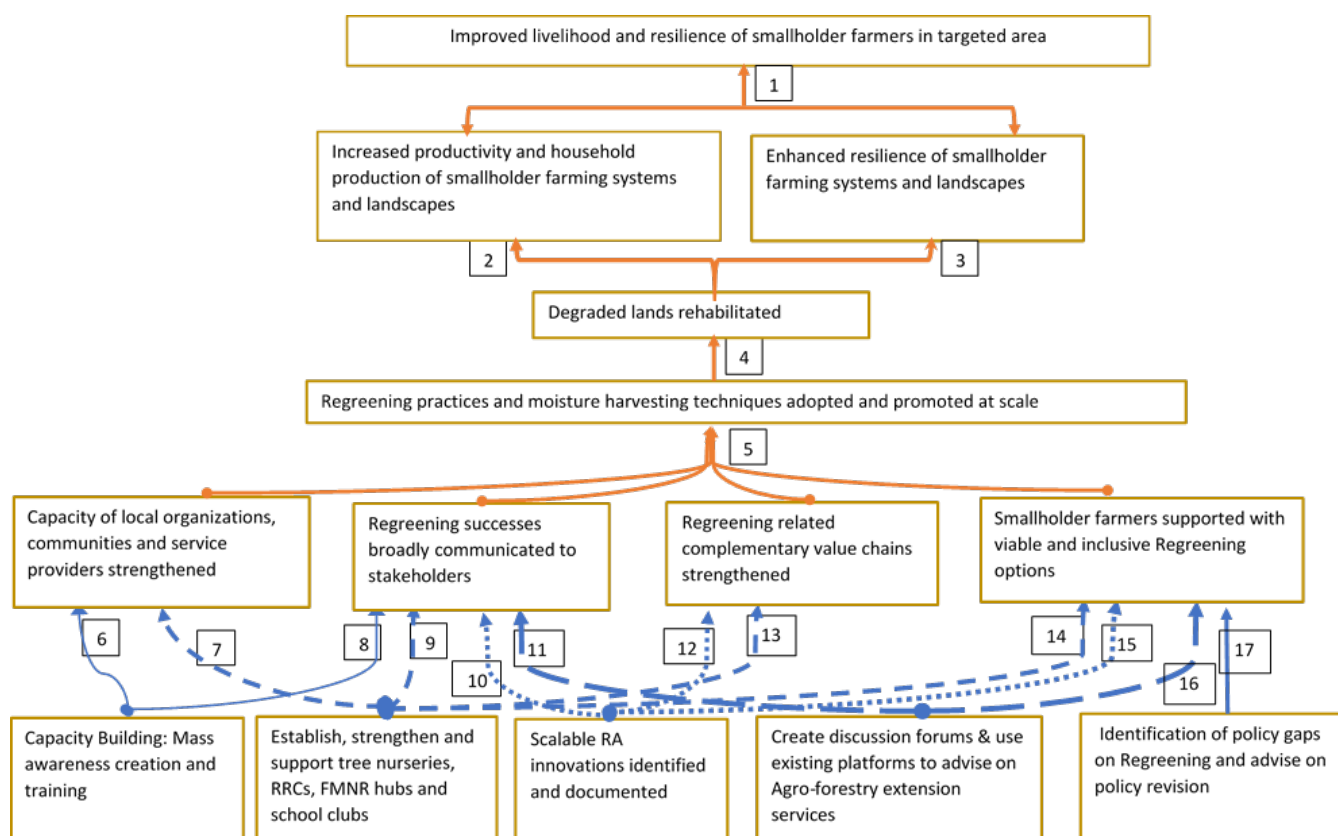 Improved livelihood and resilience of smallholder farmers in targeted area
1
Increased productivity and household
production of smallholder farming systems
and landscapes
Enhanced resilience of smallholder
farming systems and landscapes
2
3
Degraded lands rehabilitated
4
Regreening practices and moisture harvesting techniques adopted and promoted at scale
5
Capacity of local organizations,
communities and service
providers strengthened
Regreening successes
broadly communicated to
stakeholders
Regreening related
complementary value chains
strengthened
Smallholder farmers supported with
viable and inclusive Regreening
options
6
7
8
9
10
11
12
13
14
15
16
17
Capacity Building: Mass
awareness creation and
training
Establish, strengthen and
support tree nurseries,
RRCs, FMNR hubs and
school clubs
Scalable RA
innovations identified
and documented
Create discussion forums & use
existing platforms to advise on
Agro-forestry extension
services
Identification of policy gaps
on Regreening and advise on
policy revision